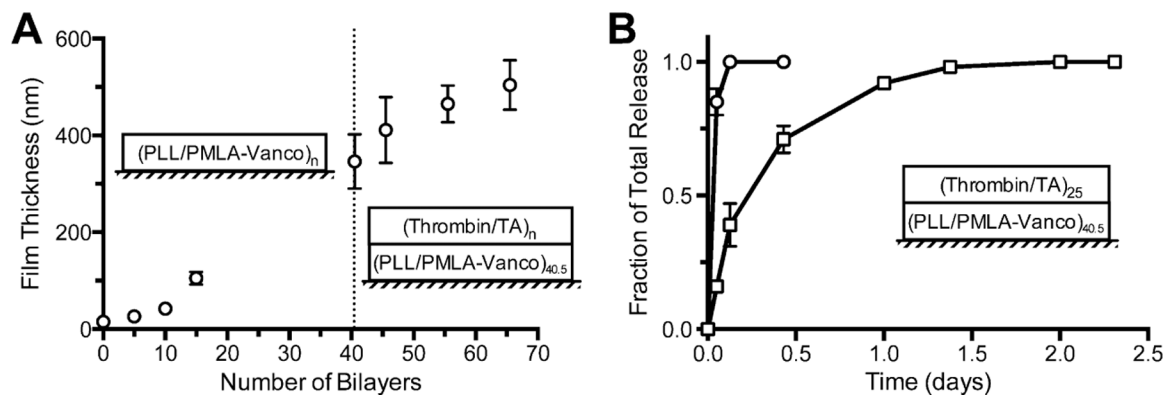 A
Film Thickness (nm)
600
400
200
0
(PLL/PMLA-Vanco)n
(Thrombin/TA)n
(PLL/PMLA-Vanco)40.5
0 10 20 30 40 50 60 70
Number of Bilayers
B
Fraction of Total Release
1.0
0.5
0.0
(Thrombin/TA)25
(PLL/PMLA-Vanco)40.5
0.0 0.5 1.0 1.5 2.0 2.5
Time (days)